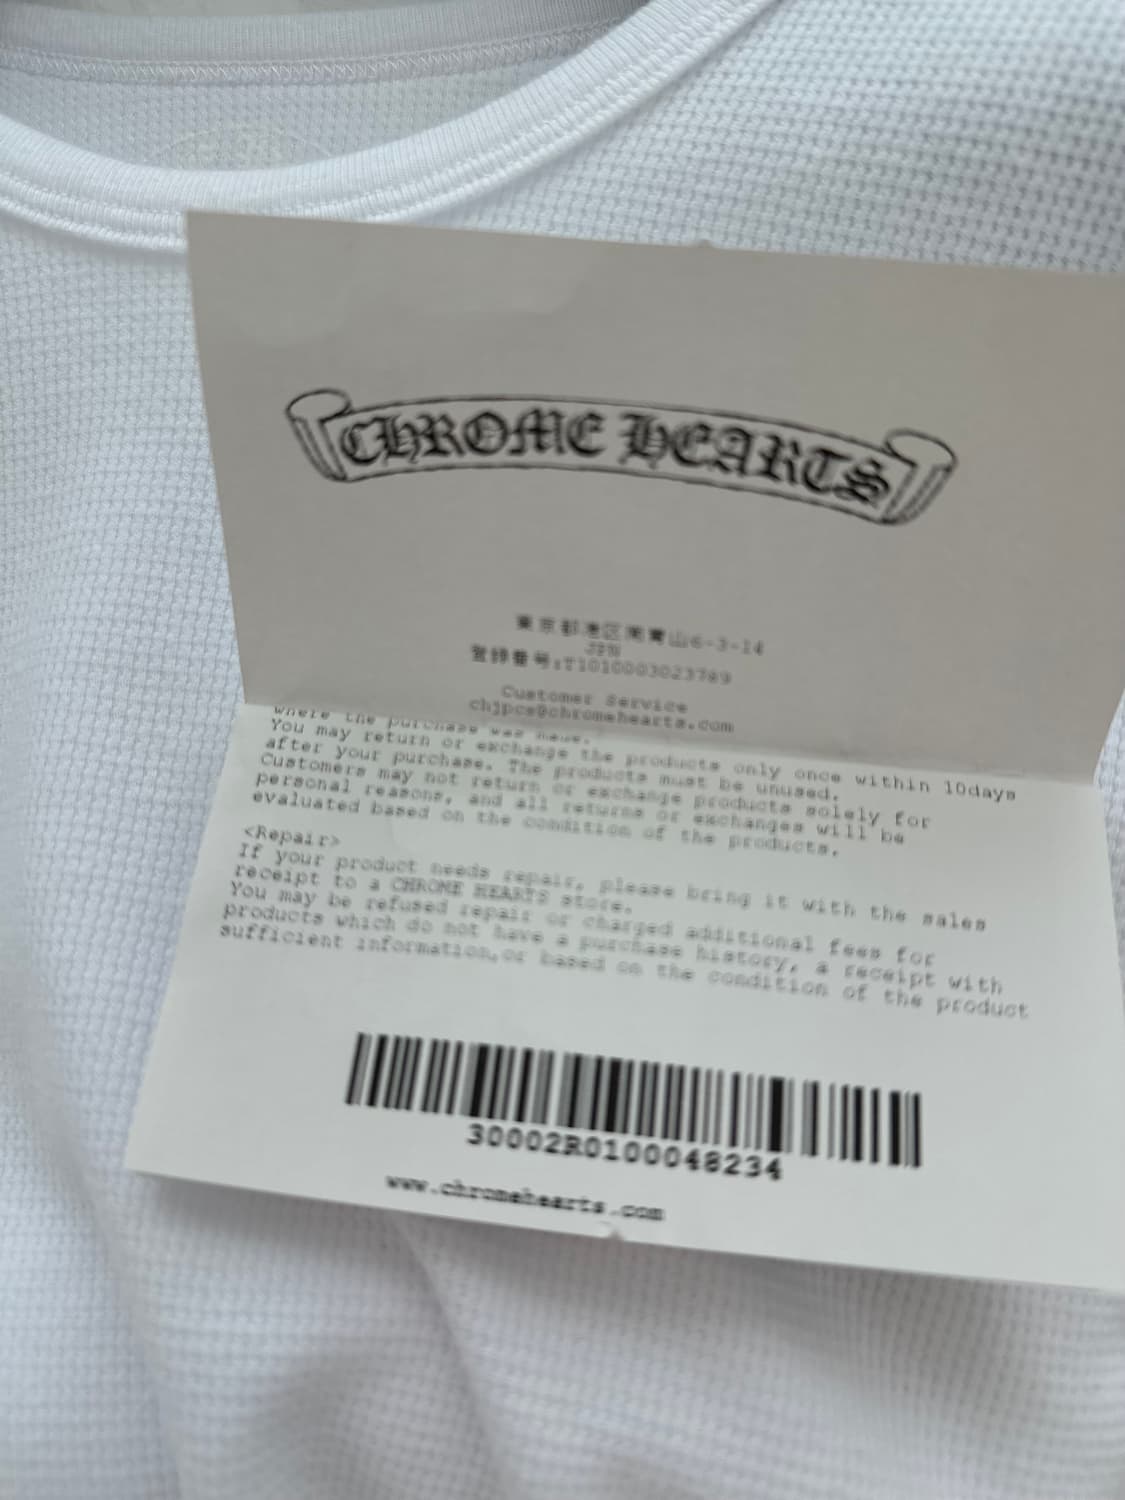 CHROME HEARTS
東京都港区南青山6-3-14
JPN
登録番号:T1010003023789
Customer Service
chjpcs@chromehearts.com
where the purchase was made.
You may return or exchange the products only once within 10days
after your purchase. The products must be unused.
Customers may not return or exchange products solely for
personal reasons, and all returns or exchanges will be
evaluated based on the condition of the products.
<Repair>
If your product needs repair, please bring it with the sales
receipt to a CHROME HEARTS store.
You may be refused repair or charged additional fees for
products which do not have a purchase history, a receipt with
sufficient information,or based on the condition of the product
30002R0100048234
www.chromehearts.com